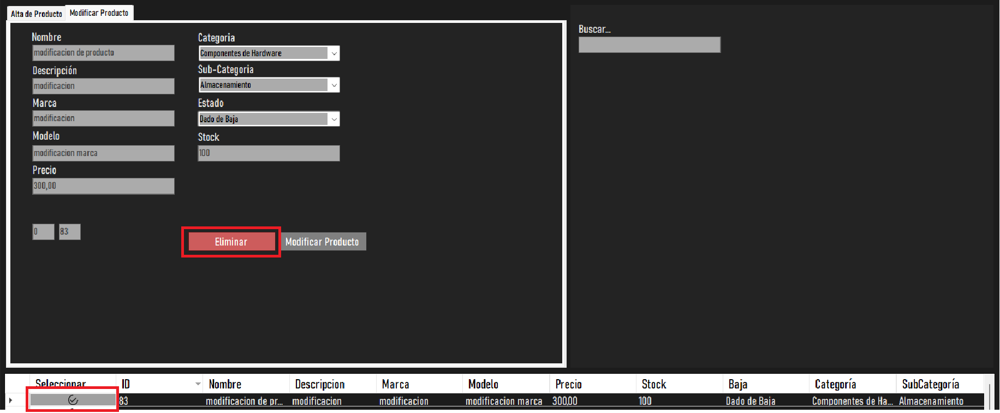 Alta de Producto Modificar Producto
Nombre
modificacion de producto
Descripción
modificacion
Marca
modificacion
Modelo
modificacion marca
Precio
300,00
0 83
Categoria
Componentes de Hardware
Sub-Categoria
Almacenamiento
Estado
Dado de Baja
Stock
100
Eliminar Modificar Producto
Buscar...
Seleccionar ID Nombre Descripcion Marca Modelo Precio Stock Baja Categoría SubCategoría
83 modificacion de pr... modificacion modificacion modificacion marca 300,00 100 Dado de Baja Componentes de Ha... Almacenamiento